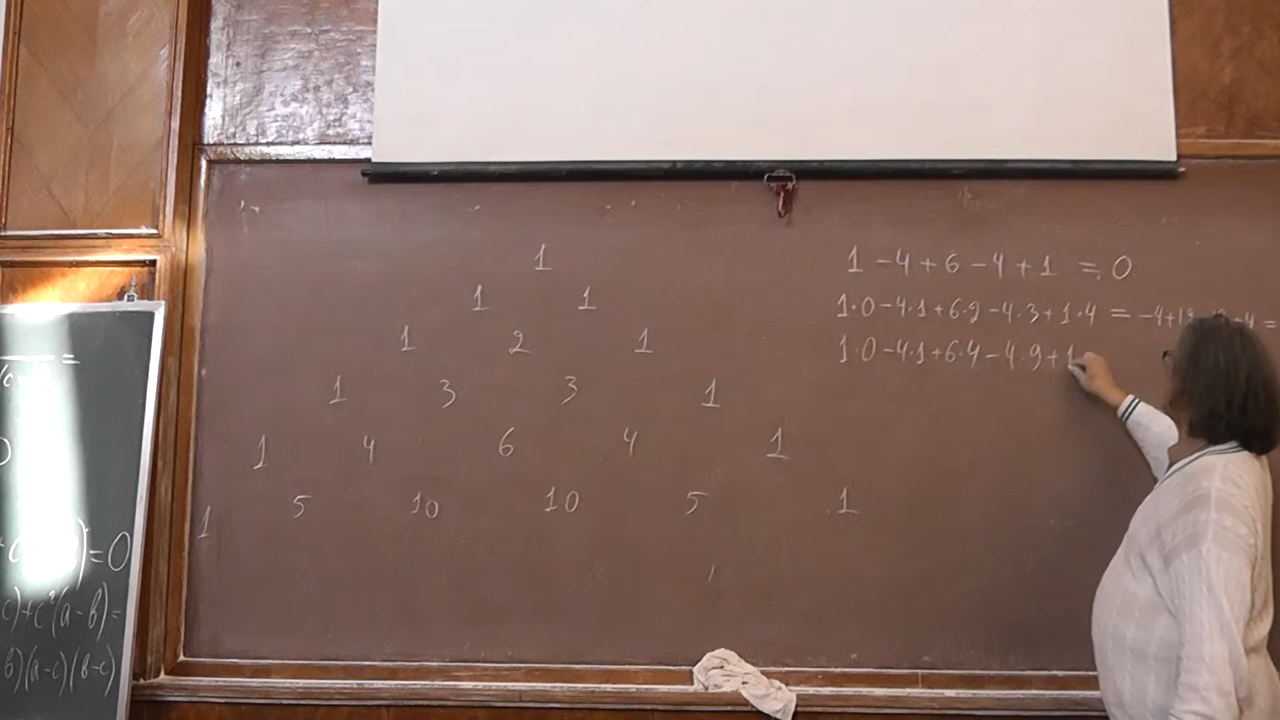 1
1 1
1 2 1
1 3 3 1
1 4 6 4 1
1 5 10 10 5 1
1 - 4 + 6 - 4 + 1 = 0
1·0 - 4·1 + 6·2 - 4·3 + 1·4 = -4 + 12
1·0 - 4·1 + 6·4 - 4·9 + 1
=
+ c = 0
c) + c²(a - b) =
b)(a - c)(b - c)